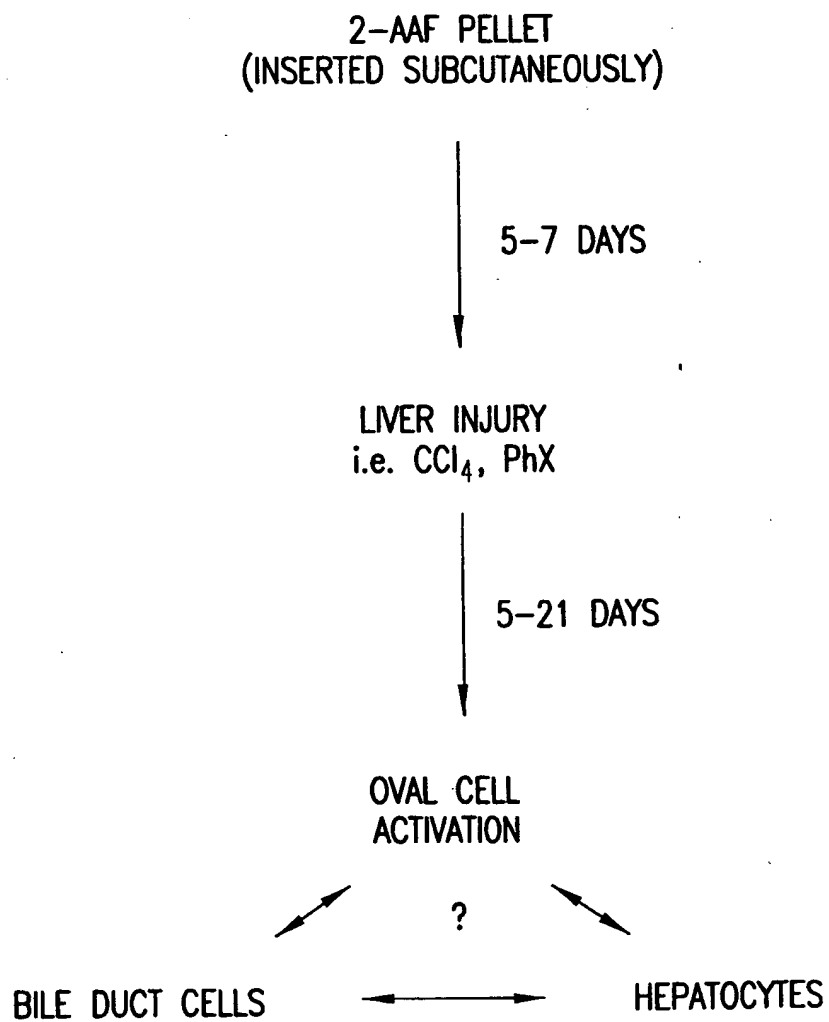 2-AAF PELLET
(INSERTED SUBCUTANEOUSLY)
5-7 DAYS
LIVER INJURY
i.e. CCl₄, PhX
5-21 DAYS
OVAL CELL
ACTIVATION
?
BILE DUCT CELLS
HEPATOCYTES